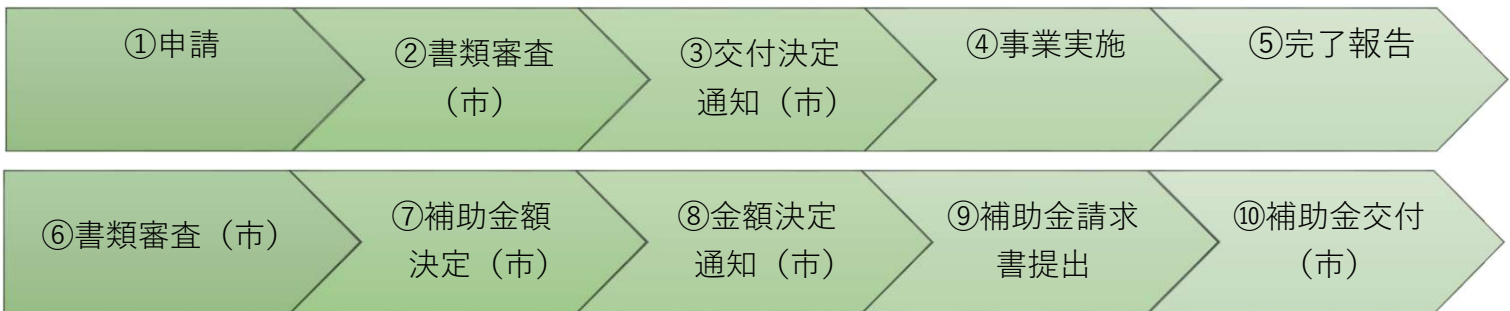 ①申請
②書類審査
（市）
③交付決定
通知（市）
④事業実施
⑤完了報告
⑥書類審査（市）
⑦補助金額
決定（市）
⑧金額決定
通知（市）
⑨補助金請求
書提出
⑩補助金交付
（市）